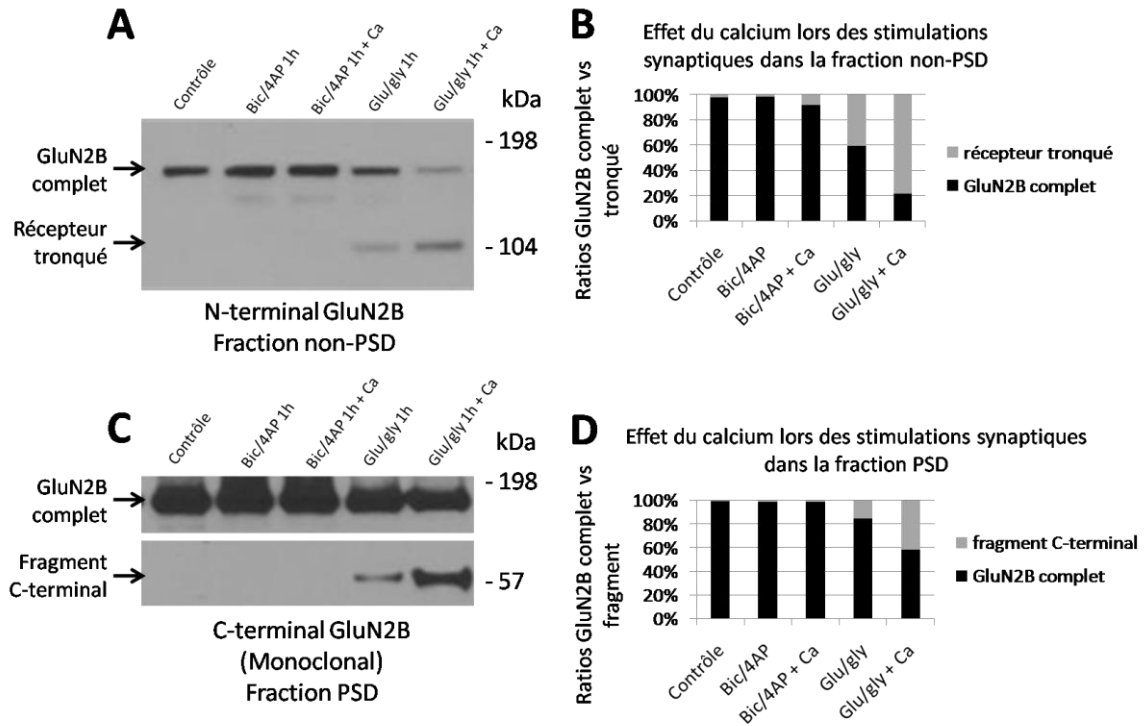 A
Contrôle
Bic/4AP 1h
Bic/4AP 1h + Ca
Glu/gly 1h
Glu/gly 1h + Ca
kDa
GluN2B
complet
Récepteur
tronqué
- 198
- 104
N-terminal GluN2B
Fraction non-PSD
B
Effet du calcium lors des stimulations
synaptiques dans la fraction non-PSD
Ratios GluN2B complet vs
tronqué
100%
80%
60%
40%
20%
0%
Contrôle
Bic/4AP
Bic/4AP + Ca
Glu/gly
Glu/gly + Ca
récepteur tronqué
GluN2B complet
C
Contrôle
Bic/4AP 1h
Bic/4AP 1h + Ca
Glu/gly 1h
Glu/gly 1h + Ca
kDa
GluN2B
complet
Fragment
C-terminal
- 198
- 57
C-terminal GluN2B
(Monoclonal)
Fraction PSD
D
Effet du calcium lors des stimulations synaptiques
dans la fraction PSD
Ratios GluN2B complet vs
fragment
100%
80%
60%
40%
20%
0%
Contrôle
Bic/4AP
Bic/4AP + Ca
Glu/gly
Glu/gly + Ca
fragment C-terminal
GluN2B complet